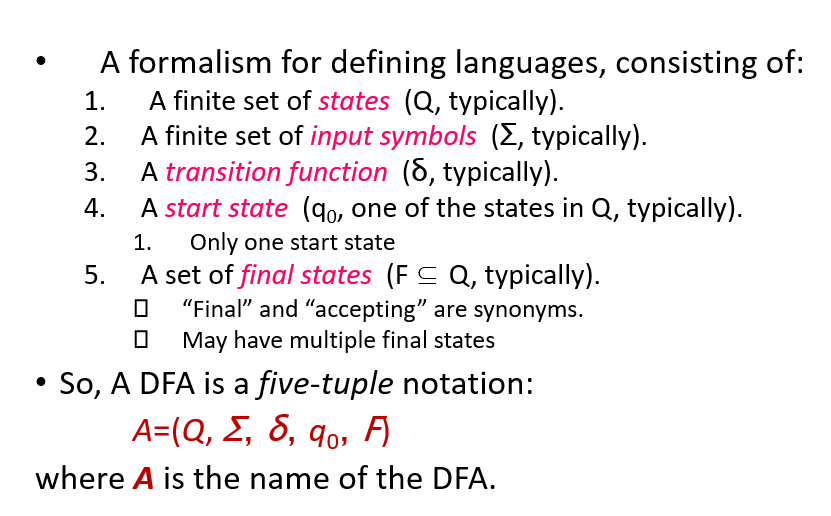 • A formalism for defining languages, consisting of:
1. A finite set of states (Q, typically).
2. A finite set of input symbols (Σ, typically).
3. A transition function (δ, typically).
4. A start state (q₀, one of the states in Q, typically).
1. Only one start state
5. A set of final states (F ⊆ Q, typically).
□ “Final” and “accepting” are synonyms.
□ May have multiple final states
• So, A DFA is a five-tuple notation:
A=(Q, Σ, δ, q₀, F)
where A is the name of the DFA.